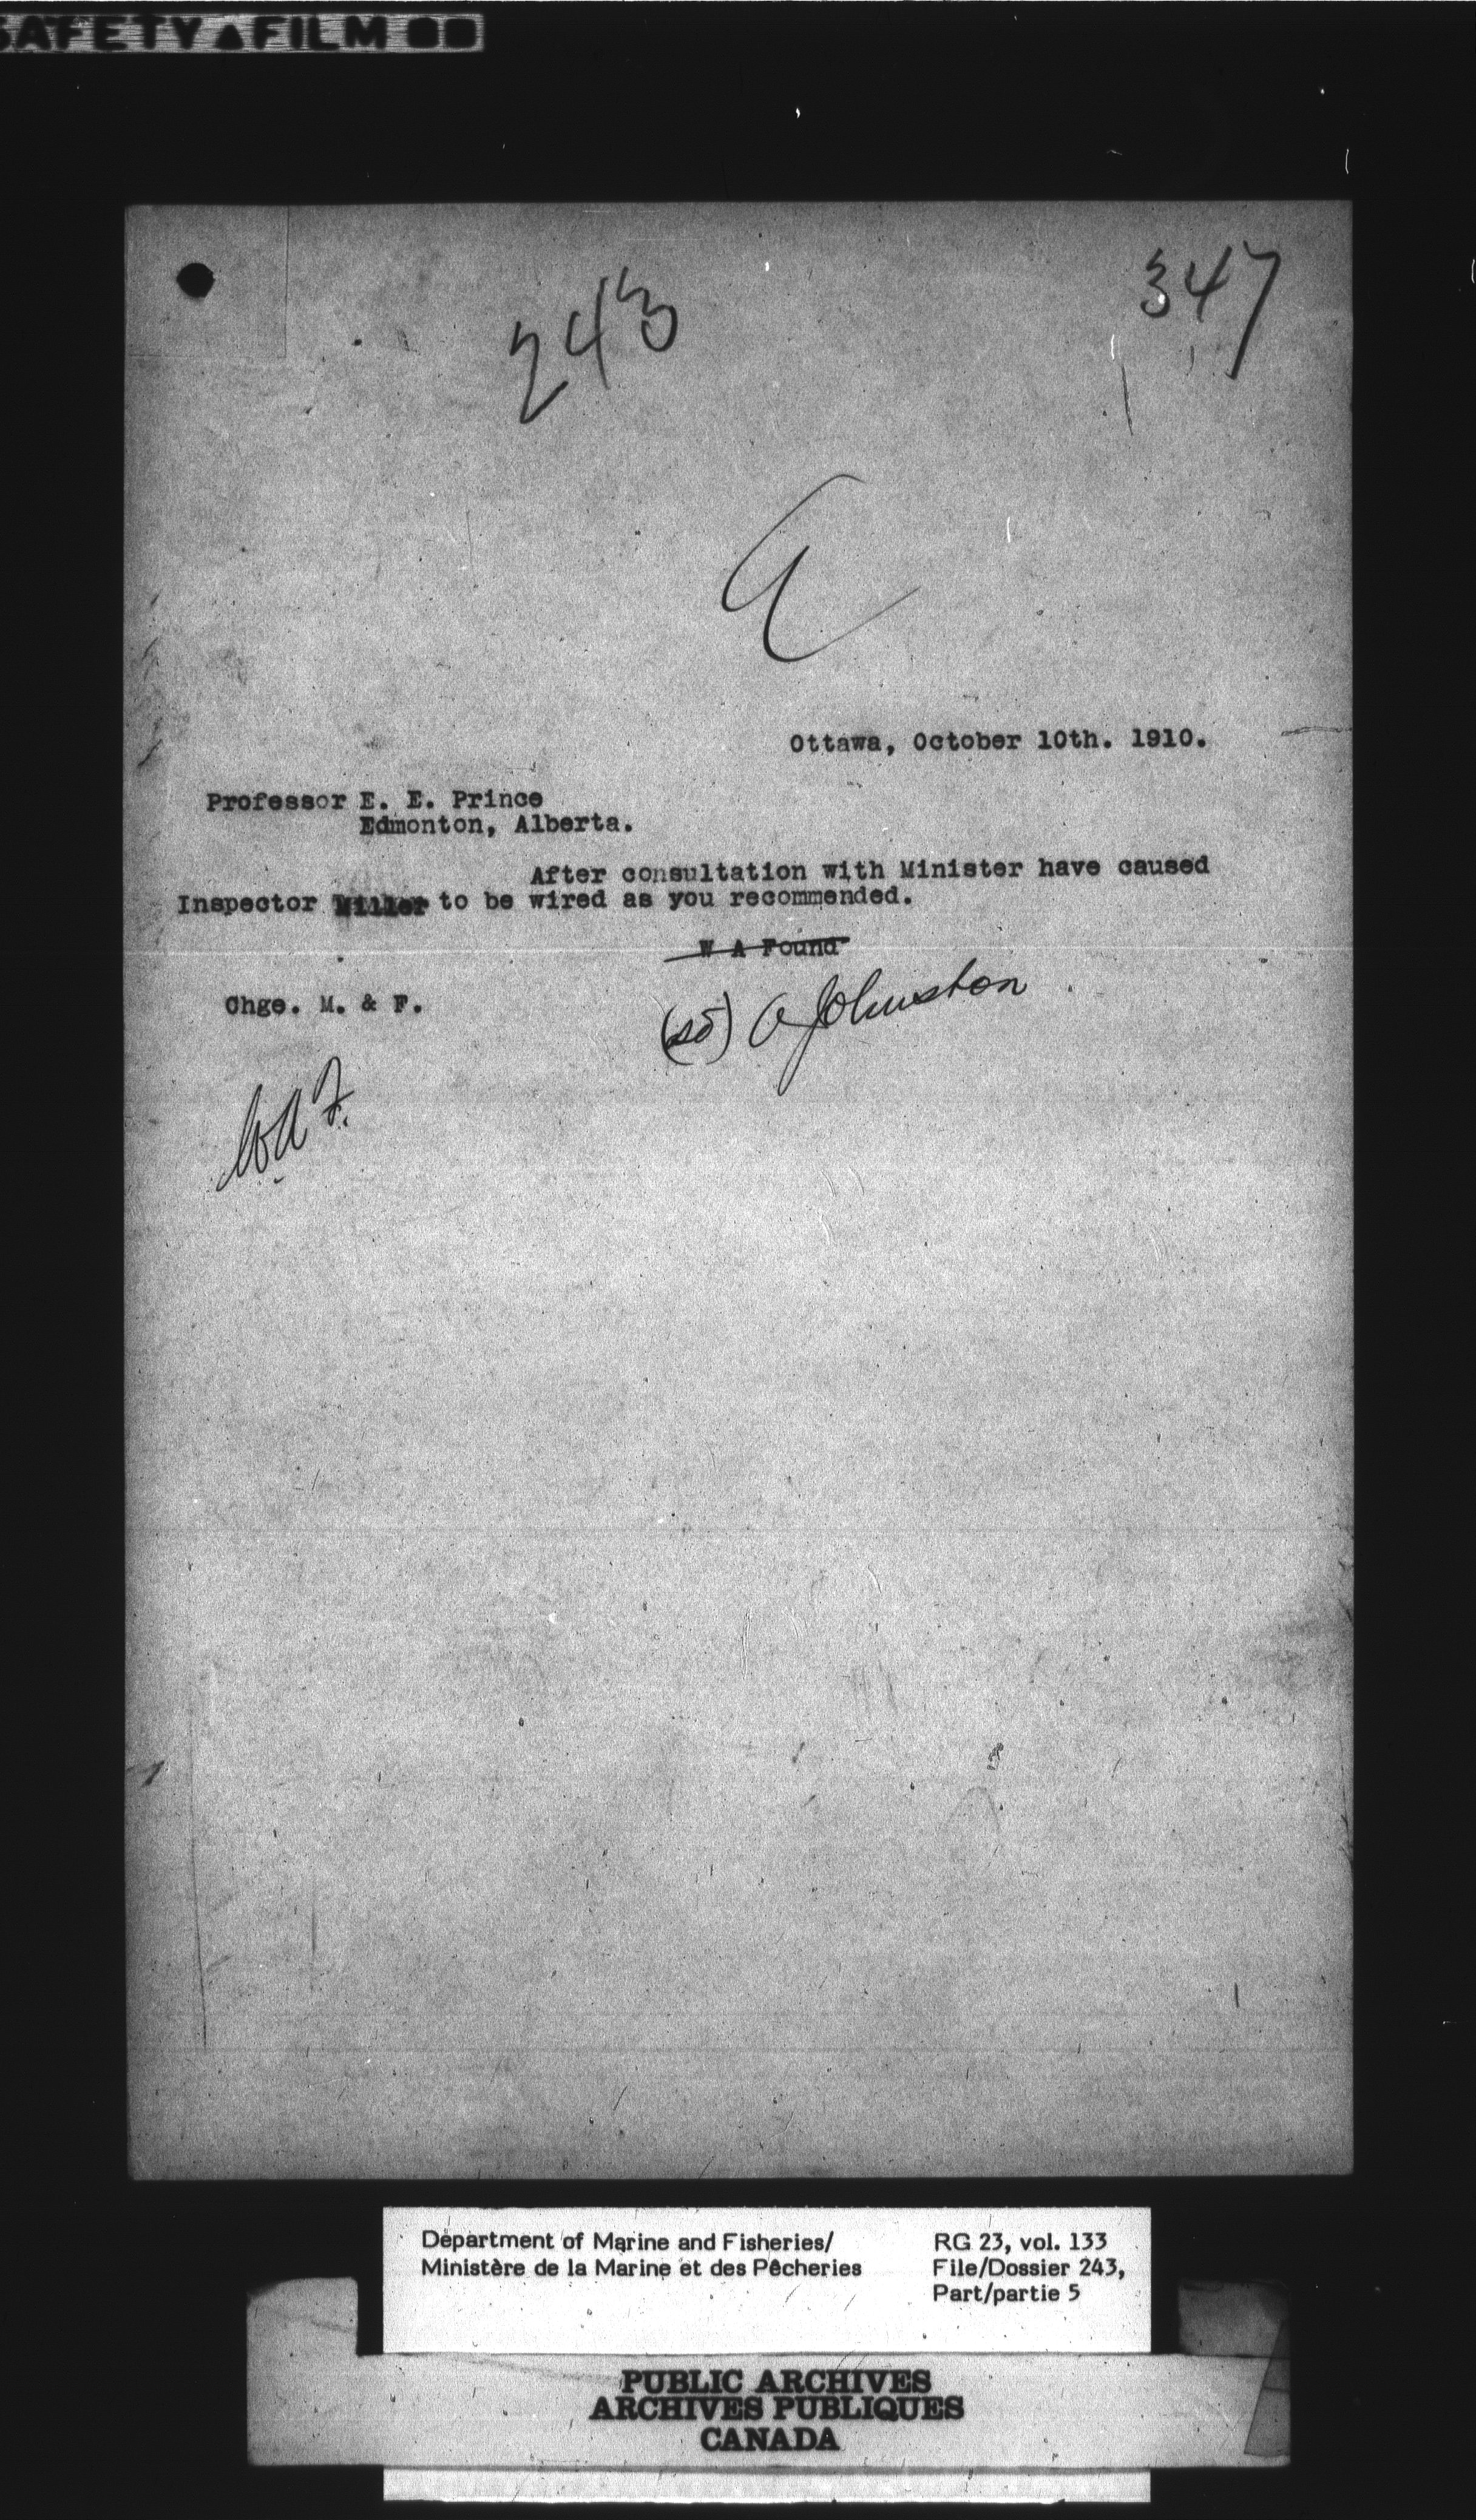 SAFETY FILM
243
347
Ottawa, October 10th. 1910.
Professor E. E. Prince
Edmonton, Alberta.
After consultation with Minister have caused
Inspector Miller to be wired as you recommended.
W A Found
(sd) A Johnston
Chge. M. & F.
W A F.
Department of Marine and Fisheries/
Ministère de la Marine et des Pêcheries
RG 23, vol. 133
File/Dossier 243,
Part/partie 5
PUBLIC ARCHIVES
ARCHIVES PUBLIQUES
CANADA